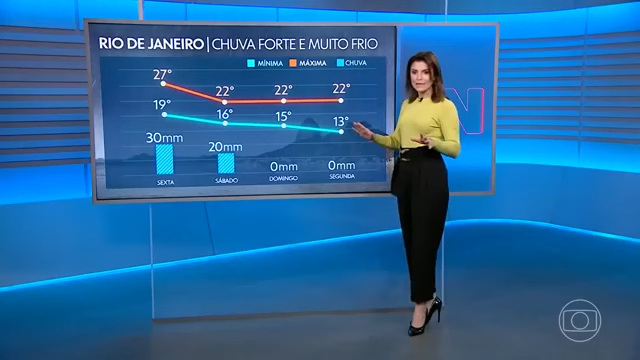 RIO DE JANEIRO | CHUVA FORTE E MUITO FRIO
MÍNIMA MÁXIMA CHUVA
27° 22° 22° 22°
19° 16° 15° 13°
30mm 20mm 0mm 0mm
SEXTA SÁBADO DOMINGO SEGUNDA
N